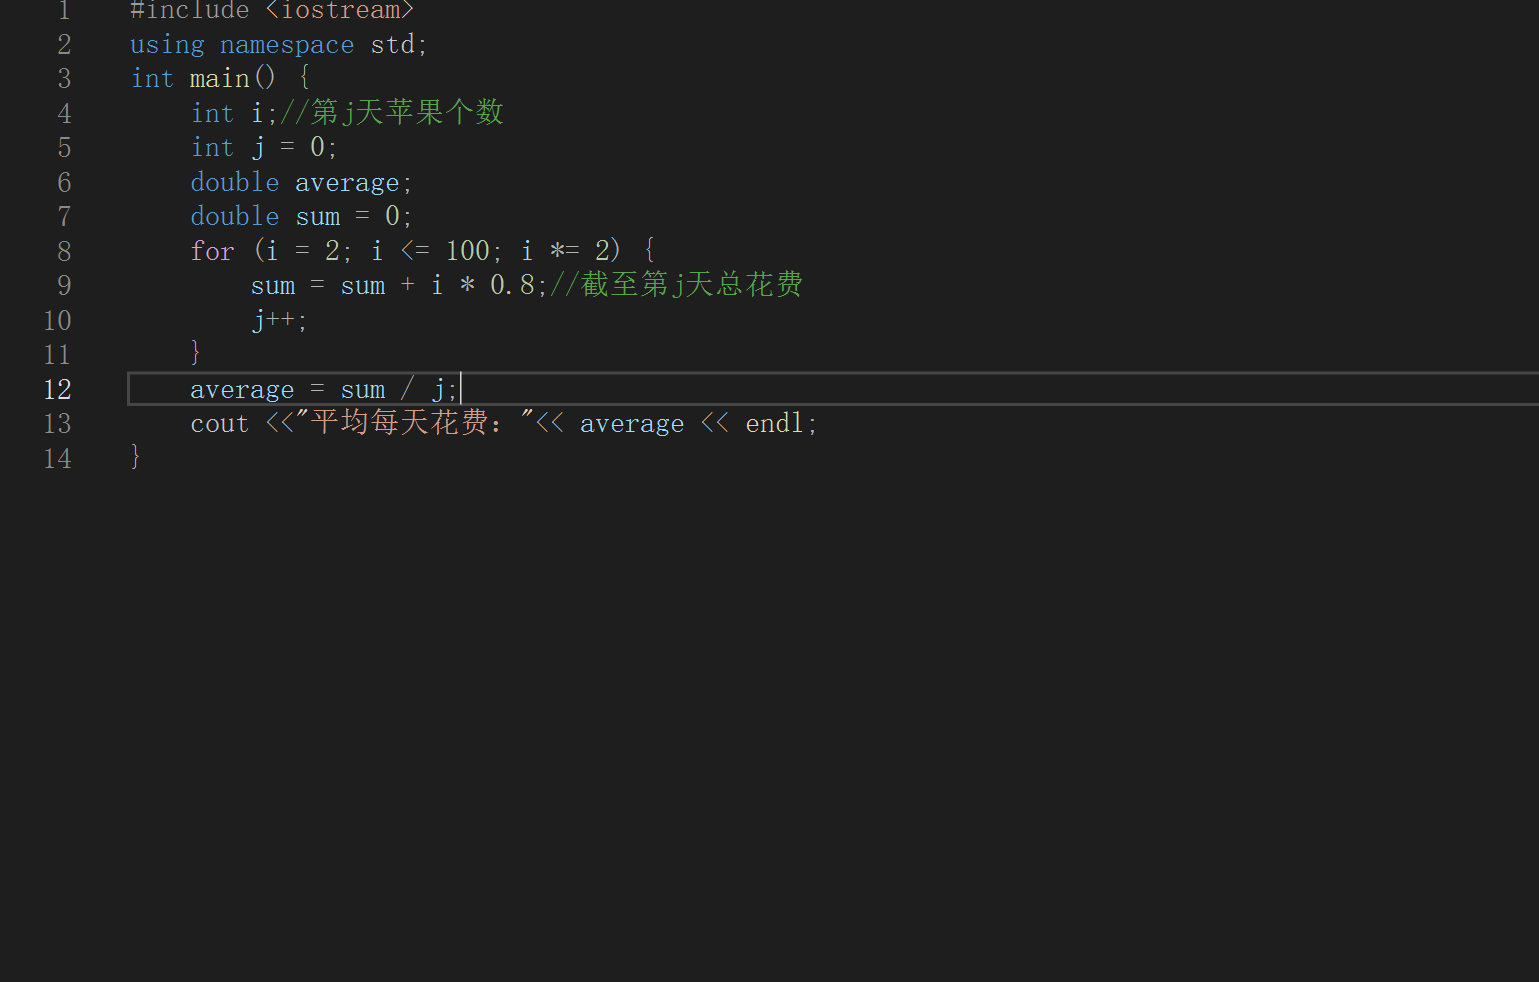 1 #include <iostream>
2 using namespace std;
3 int main() {
4     int i;//第j天苹果个数
5     int j = 0;
6     double average;
7     double sum = 0;
8     for (i = 2; i <= 100; i *= 2) {
9         sum = sum + i * 0.8;//截至第j天总花费
10         j++;
11     }
12     average = sum / j;
13     cout <<"平均每天花费："<< average << endl;
14 }